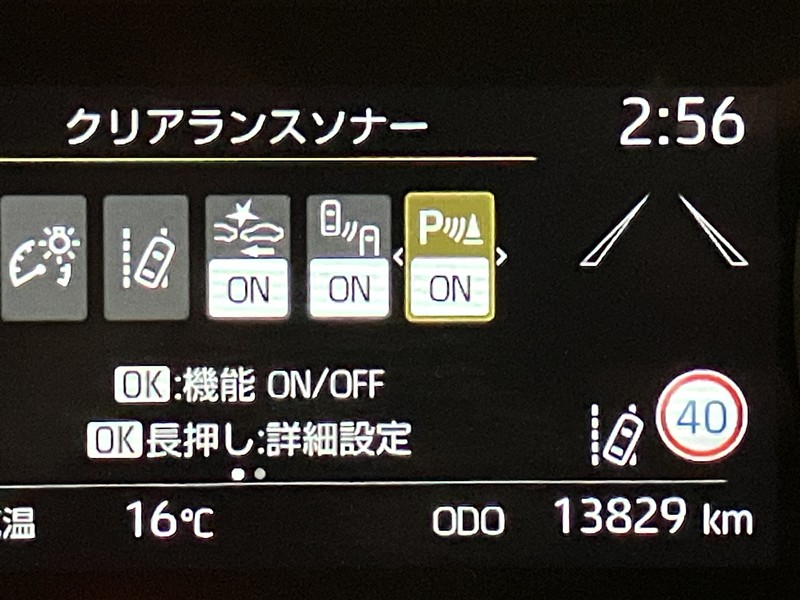 クリアランスソナー
2:56
ON ON P ON
OK:機能 ON/OFF
OK長押し:詳細設定
40
温 16℃ ODO 13829 km